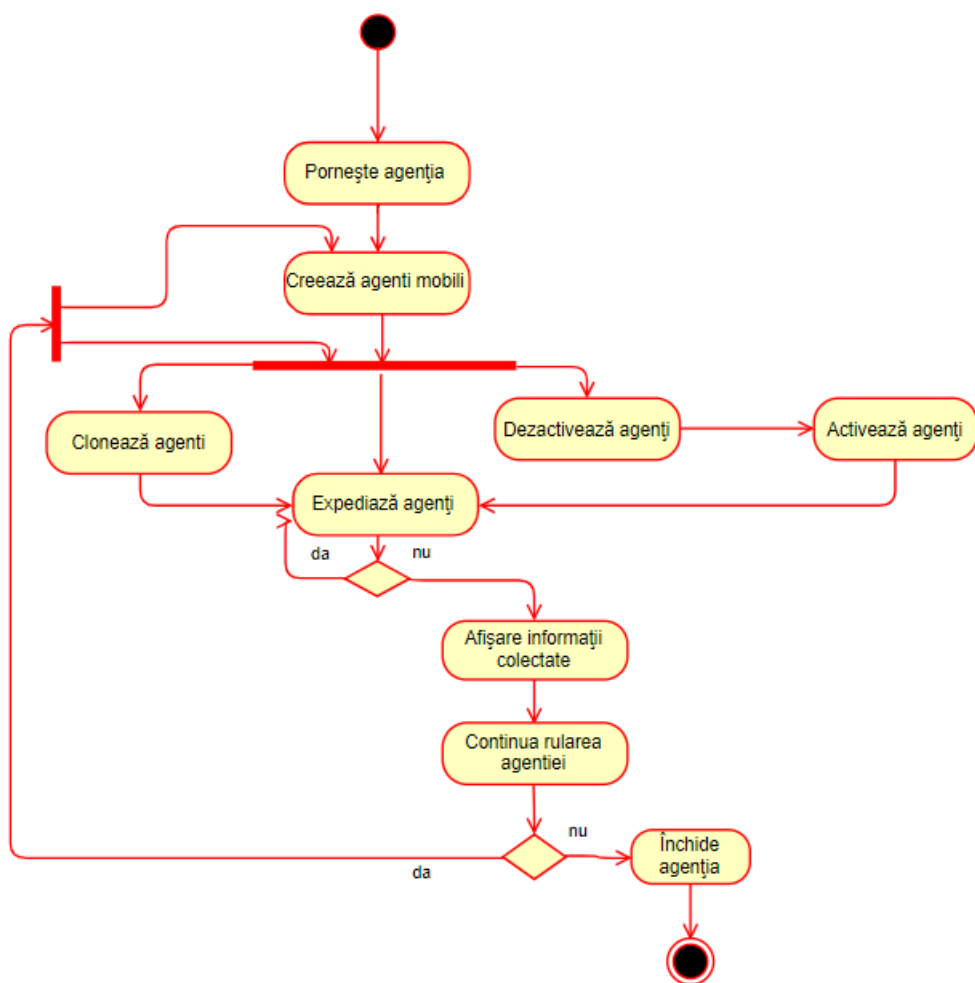 Pornește agenţia
Creează agenti mobili
Clonează agenti
Dezactivează agenţi
Activează agenţi
Expediază agenţi
da
nu
Afişare informaţii
colectate
Continua rularea
agentiei
nu
da
Închide
agenţia